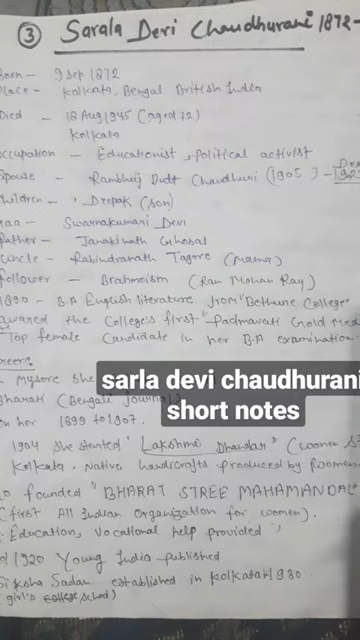 ③ Sarala Devi Chaudhurani 1872-
Born - 9 sep 1872
Place - Kolkata, Bengal British India
Died - 18 Aug 1945 (aged 72)
Kolkata
occupation - Educationist, political activist
spouse - Rambhuj Dutt Chaudhuri (1905) - 1923
children - Deepak (son)
Swarnakumari Devi
Father - Janakinath Ghosal
uncle - Rabindranath Tagore (Mama)
Follower - Brahmoism (Ram Mohan Ray)
1890 - B.A English literature from "Bethune College"
the College's first "Padmavati Gold Med
Top female candidate in her B.A examination
Mysore she
sarla devi chaudhurani
short notes
Bharati (Bengali Journal)
on her 1899 to 1907.
1904 she started "Lakshmi Bhandar" (women's
Kolkata. Native handicrafts produced by women
founded "BHARAT STREE MAHAMANDAL
(first All Indian organization for women).
Education, vocational help provided
1920 Young India published
Siksha Sadan established in Kolkata 1930.
girl's school)